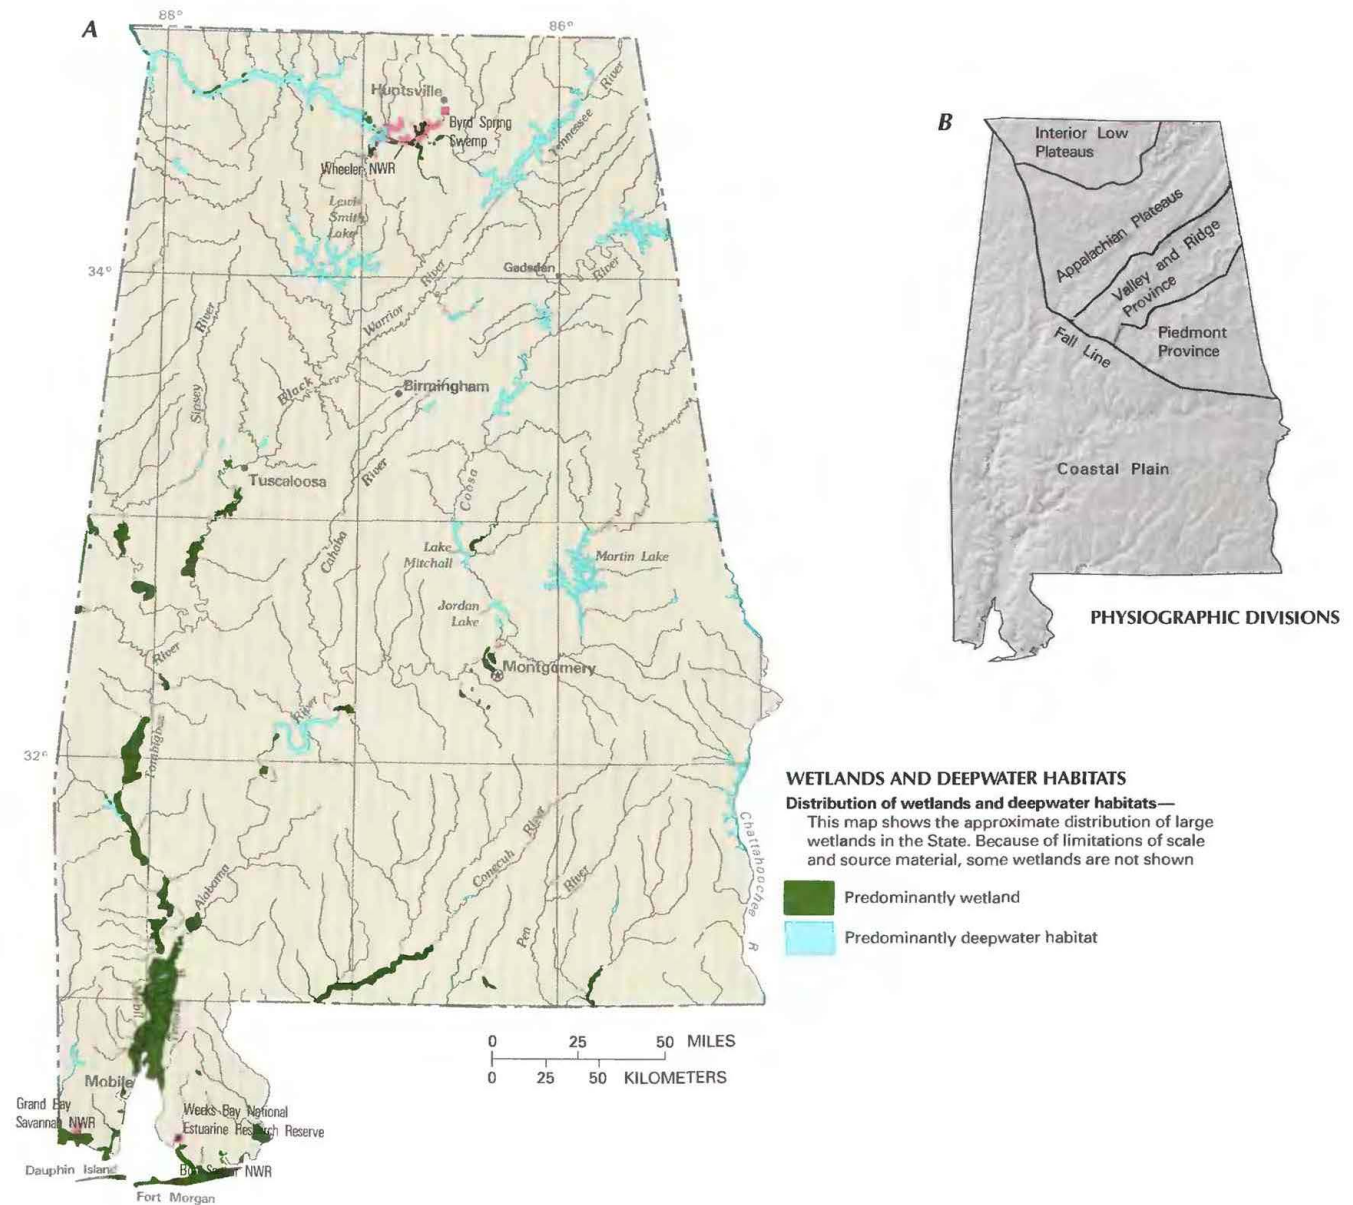 A
88°
86°
Huntsville
Byrd Spring
Swamp
River
Tennessee
Wheeler NWR
Lewis
Smith
Lake
34°
Gadsden
River
River
Warrior
River
Black
Sipsey
Birmingham
Tuscaloosa
River
Coosa
Cahaba
Lake
Mitchell
Martin Lake
Jordan
Lake
River
Montgomery
River
Tombigbee
32°
Chattahoochee R
River
Conecuh
River
Pea
Alabama
Mobile
Grand Bay
Savannah NWR
Weeks Bay National
Estuarine Research Reserve
Dauphin Island
Bon Secour NWR
Fort Morgan
0 25 50 MILES
0 25 50 KILOMETERS
B
Interior Low
Plateaus
Appalachian Plateaus
Valley and Ridge
Province
Piedmont
Province
Fall Line
Coastal Plain
PHYSIOGRAPHIC DIVISIONS
WETLANDS AND DEEPWATER HABITATS
Distribution of wetlands and deepwater habitats—
This map shows the approximate distribution of large
wetlands in the State. Because of limitations of scale
and source material, some wetlands are not shown
Predominantly wetland
Predominantly deepwater habitat